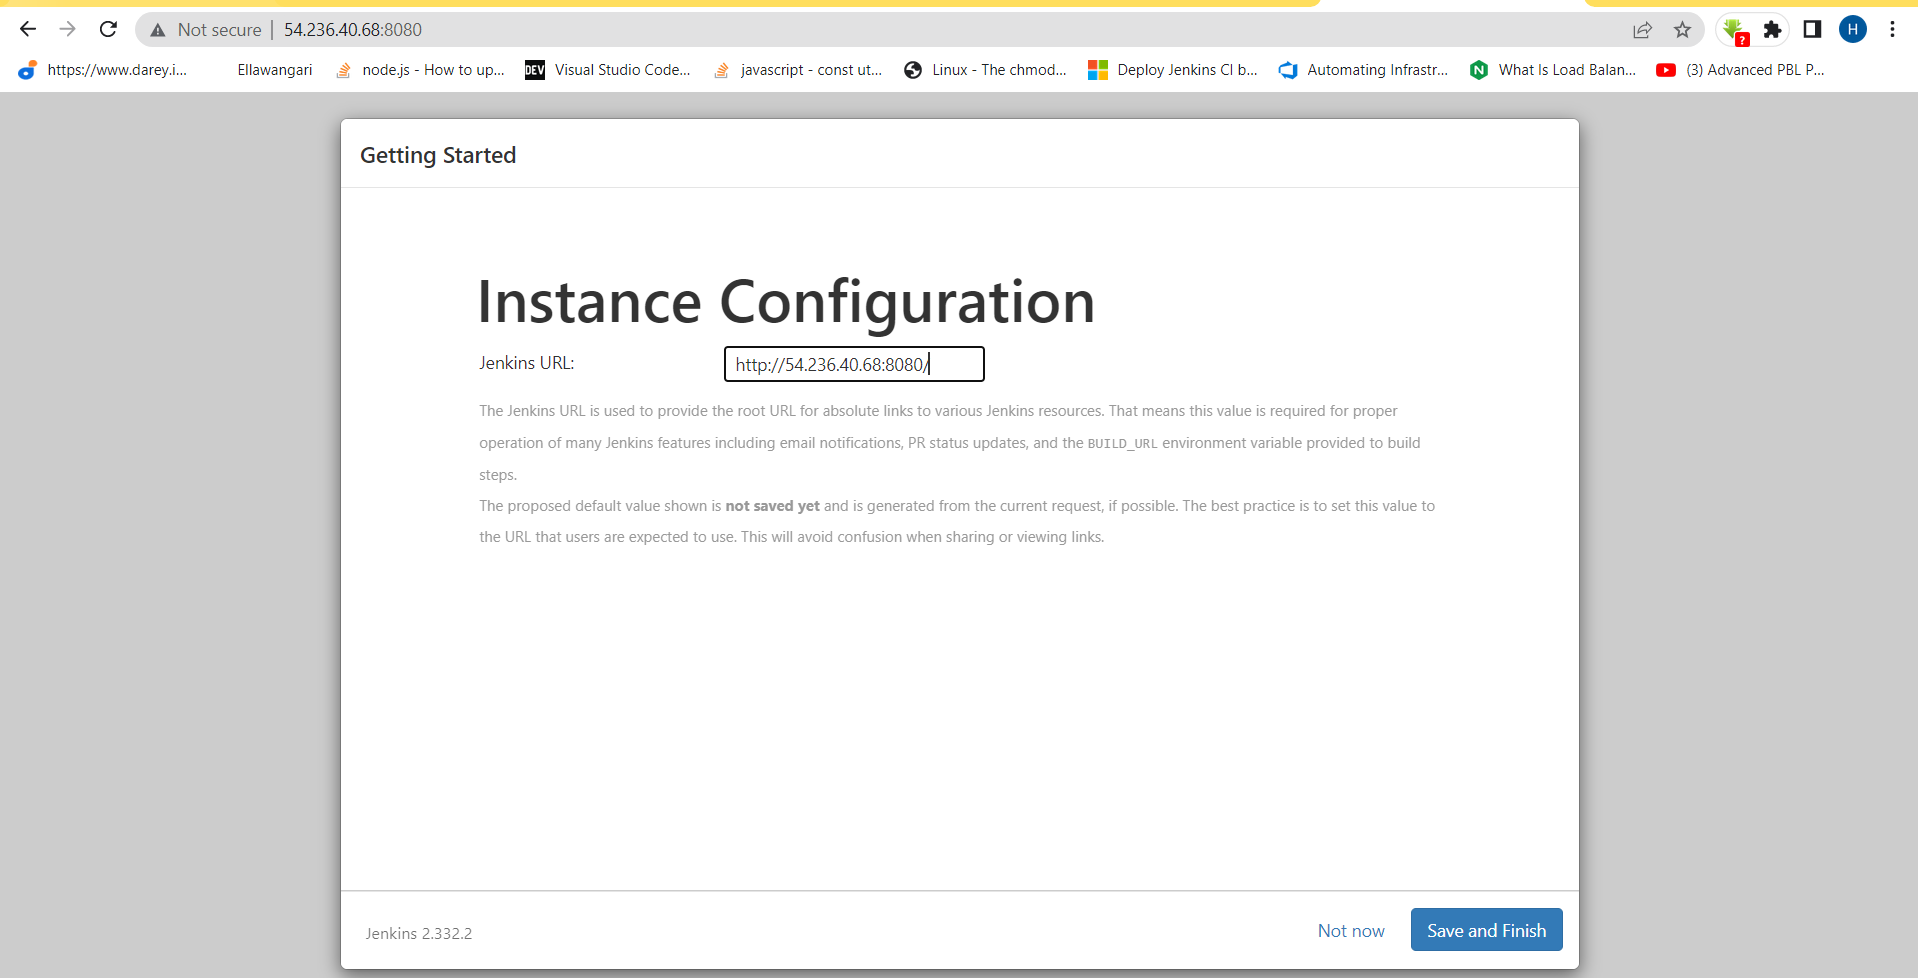 Not secure | 54.236.40.68:8080
?
H
https://www.darey.i... Ellawangari node.js - How to up... DEV Visual Studio Code... javascript - const ut... Linux - The chmod... Deploy Jenkins CI b... Automating Infrastr... N What Is Load Balan... (3) Advanced PBL P...
Getting Started
Instance Configuration
Jenkins URL: http://54.236.40.68:8080/
The Jenkins URL is used to provide the root URL for absolute links to various Jenkins resources. That means this value is required for proper
operation of many Jenkins features including email notifications, PR status updates, and the BUILD_URL environment variable provided to build
steps.
The proposed default value shown is not saved yet and is generated from the current request, if possible. The best practice is to set this value to
the URL that users are expected to use. This will avoid confusion when sharing or viewing links.
Jenkins 2.332.2 Not now Save and Finish